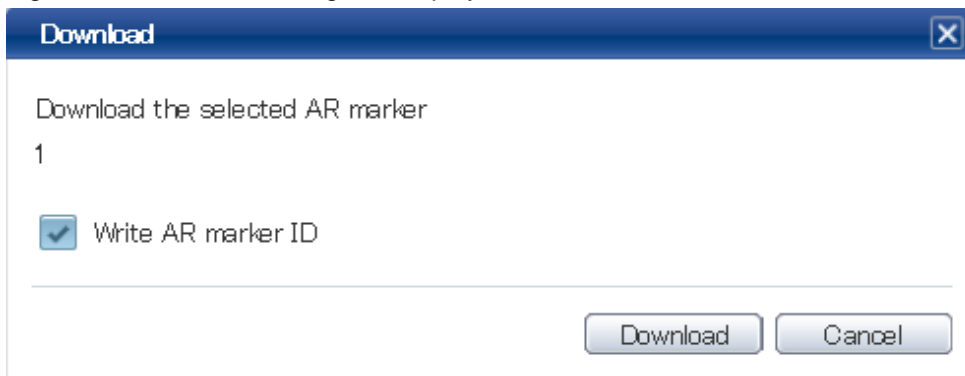 Download
Download the selected AR marker
1
Write AR marker ID
Download Cancel